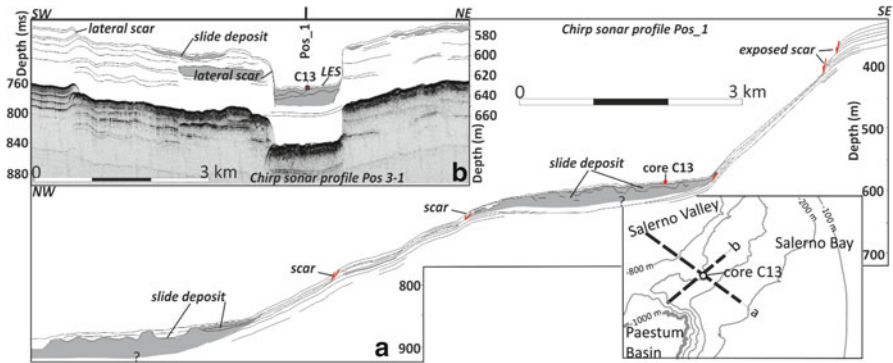 SW
NE
SE
Depth (ms)
lateral scar
slide deposit
Pos_1
lateral scar
C13
LES
760
800
840
880
580
600
620
640
660
Depth (m)
0
3 km
b
Chirp sonar profile Pos 3-1
Chirp sonar profile Pos_1
exposed scar
0
3 km
400
500
600
700
Depth (m)
NW
slide deposit
core C13
scar
?
scar
slide deposit
?
a
800
900
Salerno Valley
-200 m
-100 m
Salerno Bay
b
-800 m
core C13
-1000 m
a
Paestum
Basin